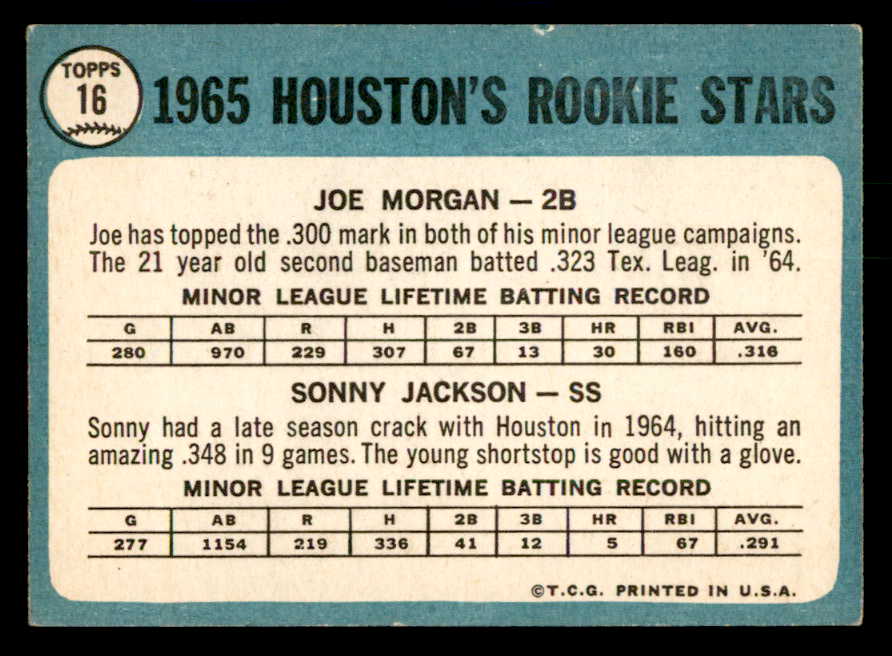 TOPPS
16
1965 HOUSTON'S ROOKIE STARS
JOE MORGAN — 2B
Joe has topped the .300 mark in both of his minor league campaigns.
The 21 year old second baseman batted .323 Tex. Leag. in '64.
MINOR LEAGUE LIFETIME BATTING RECORD
G AB R H 2B 3B HR RBI AVG.
280 970 229 307 67 13 30 160 .316
SONNY JACKSON — SS
Sonny had a late season crack with Houston in 1964, hitting an
amazing .348 in 9 games. The young shortstop is good with a glove.
MINOR LEAGUE LIFETIME BATTING RECORD
G AB R H 2B 3B HR RBI AVG.
277 1154 219 336 41 12 5 67 .291
©T.C.G. PRINTED IN U.S.A.